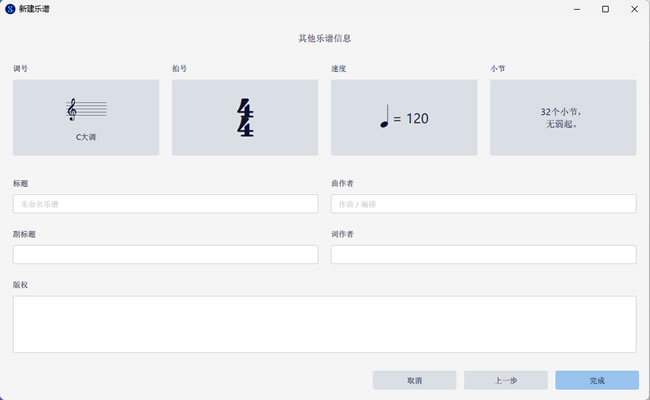 新建乐谱
其他乐谱信息
调号
拍号
速度
小节
C大调
4
4
= 120
32个小节，
无弱起。
标题
曲作者
未命名乐谱
作曲 / 编排
副标题
词作者
版权
取消
上一步
完成